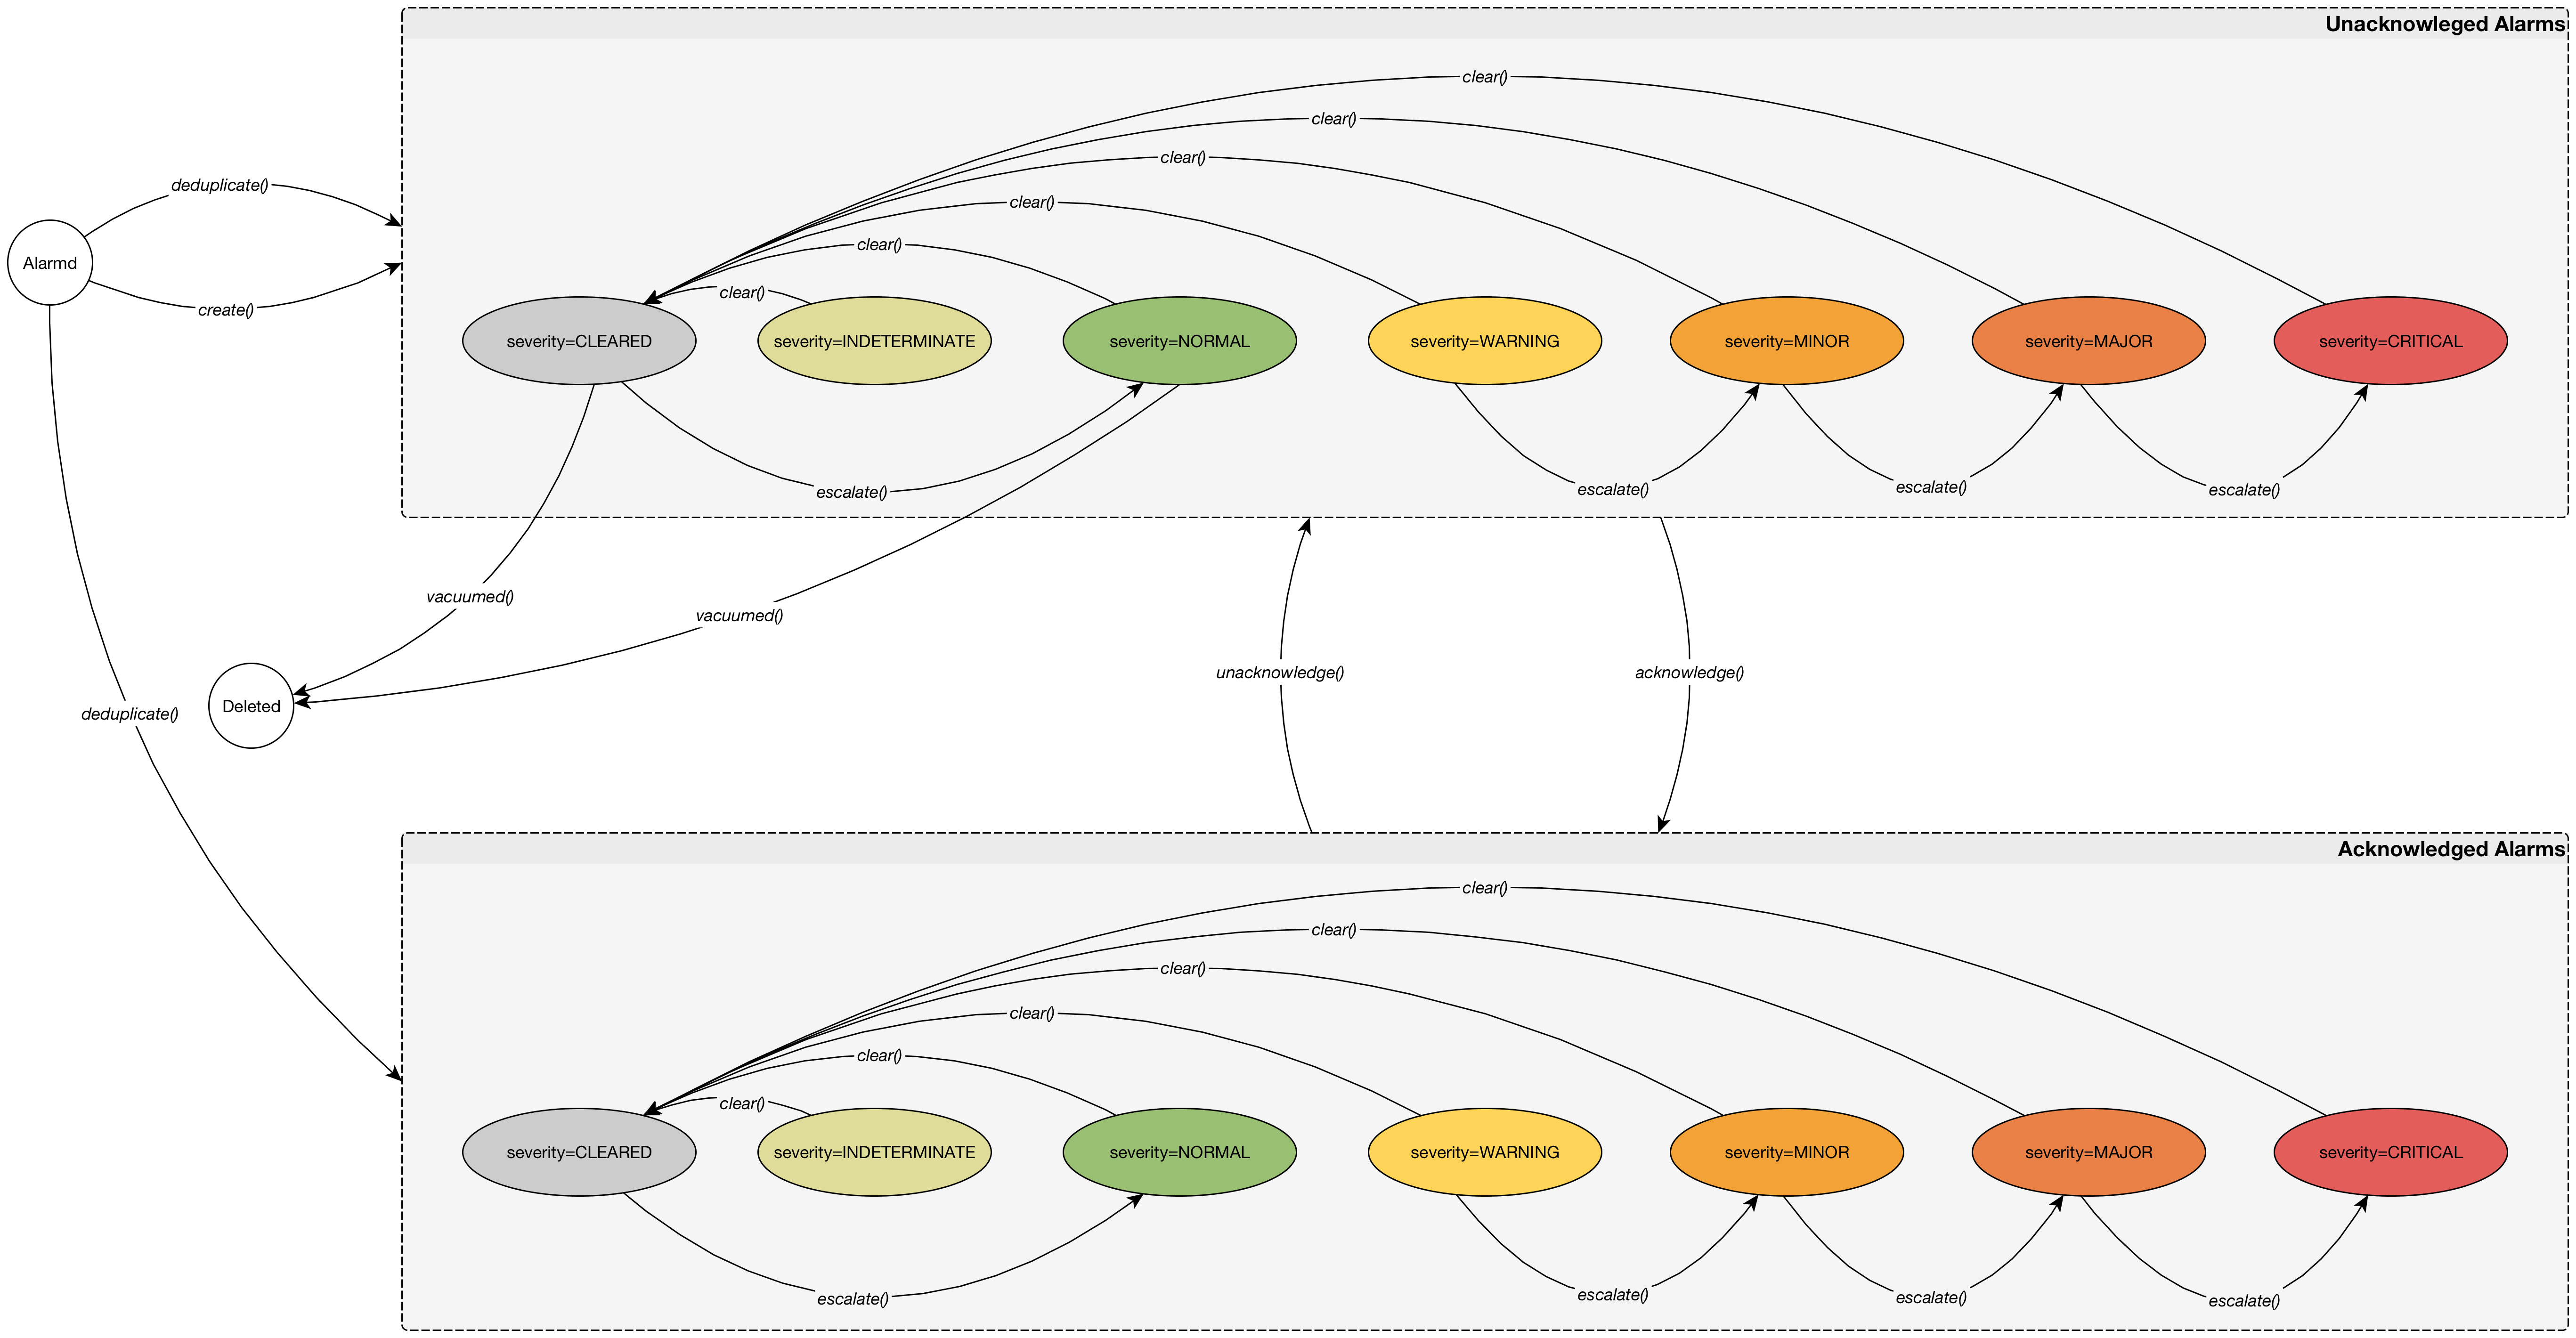 Unacknowleged Alarms
clear()
clear()
clear()
deduplicate()
clear()
clear()
Alarmd
clear()
create()
severity=CLEARED
severity=INDETERMINATE
severity=NORMAL
severity=WARNING
severity=MINOR
severity=MAJOR
severity=CRITICAL
escalate()
escalate()
escalate()
escalate()
vacuumed()
vacuumed()
unacknowledge()
acknowledge()
Deleted
deduplicate()
Acknowledged Alarms
clear()
clear()
clear()
clear()
clear()
clear()
severity=CLEARED
severity=INDETERMINATE
severity=NORMAL
severity=WARNING
severity=MINOR
severity=MAJOR
severity=CRITICAL
escalate()
escalate()
escalate()
escalate()